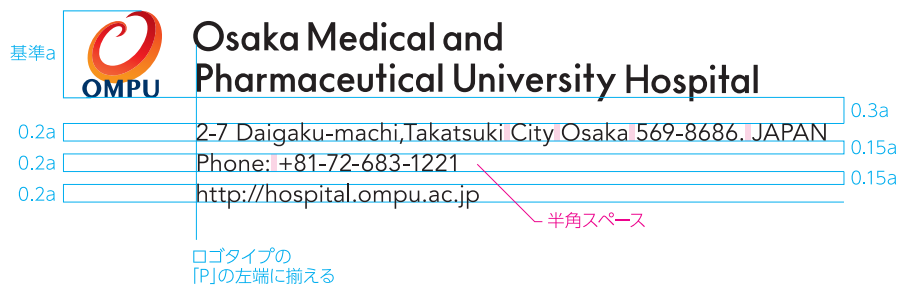 基準a
OMPU
Osaka Medical and
Pharmaceutical University Hospital
0.3a
0.2a
2-7 Daigaku-machi,Takatsuki City Osaka 569-8686. JAPAN
0.15a
0.2a
Phone: +81-72-683-1221
0.15a
0.2a
http://hospital.ompu.ac.jp
半角スペース
ロゴタイプの
「P」の左端に揃える